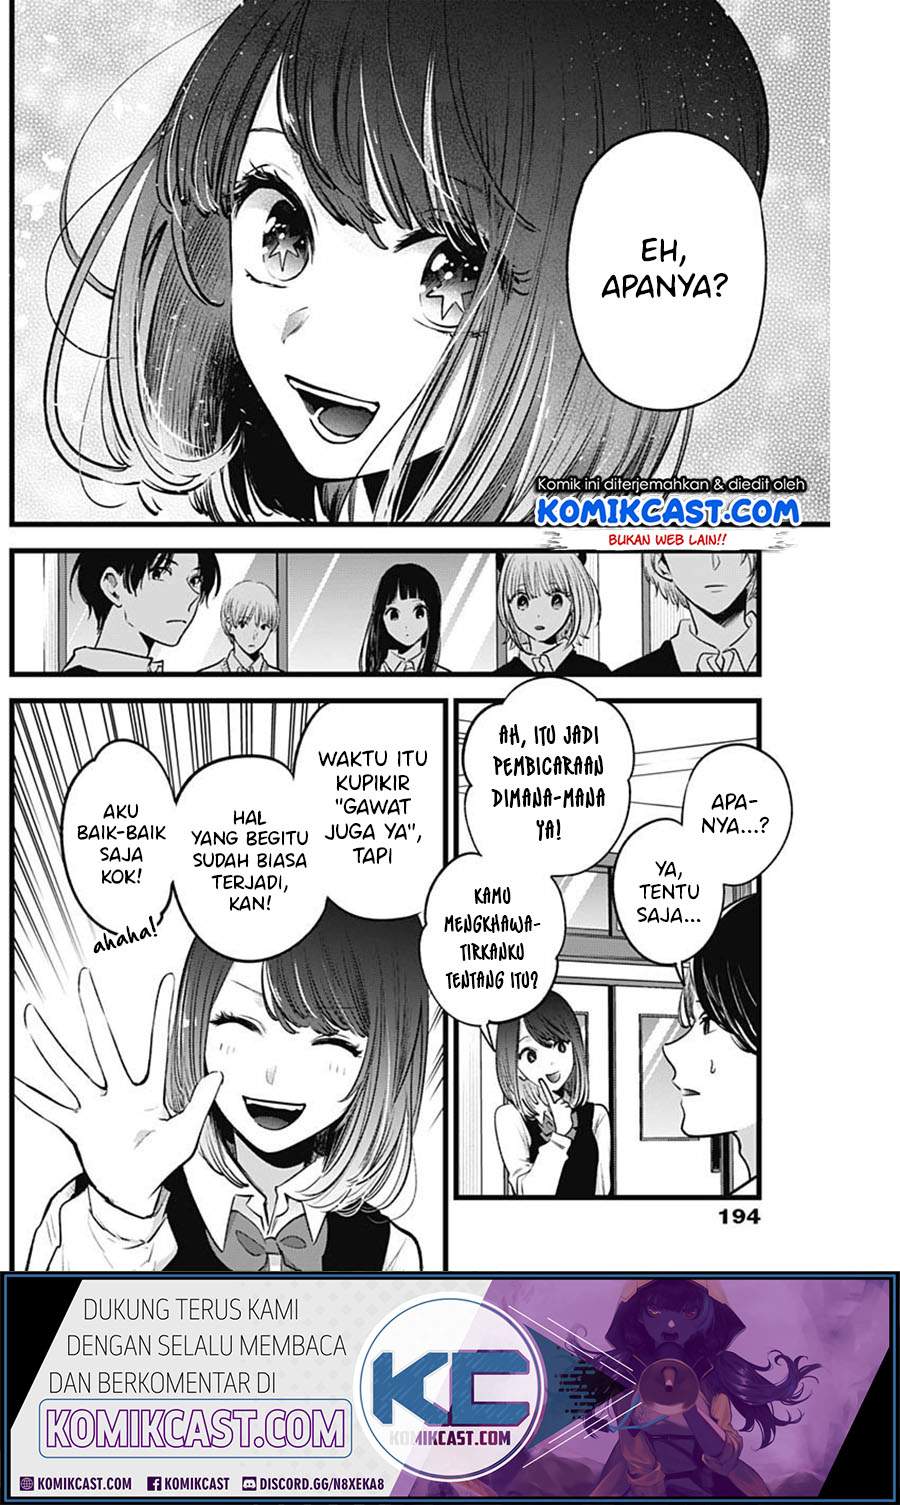 EH,
APANYA?
Komik ini diterjemahkan & diedit oleh
KOMIKCAST.COM
BUKAN WEB LAIN!!
APA-
NYA...?
YA,
TENTU
SAJA...
AH, ITU JADI
PEMBICARAAN
DIMANA-MANA
YA!
KAMU
MENGKHAWA-
TIRKANKU
TENTANG ITU?
WAKTU ITU
KUPIKIR
"GAWAT
JUGA YA",
TAPI
HAL
YANG BEGITU
SUDAH BIASA
TERJADI,
KAN!
AKU
BAIK-BAIK
SAJA
KOK!
ahaha!
194
DUKUNG TERUS KAMI
DENGAN SELALU MEMBACA
DAN BERKOMENTAR DI
KOMIKCAST.COM
KOMIKCAST.COM
KOMIKCAST
DISCORD.GG/N8XEKA8
KC
KOMIKCAST.COM